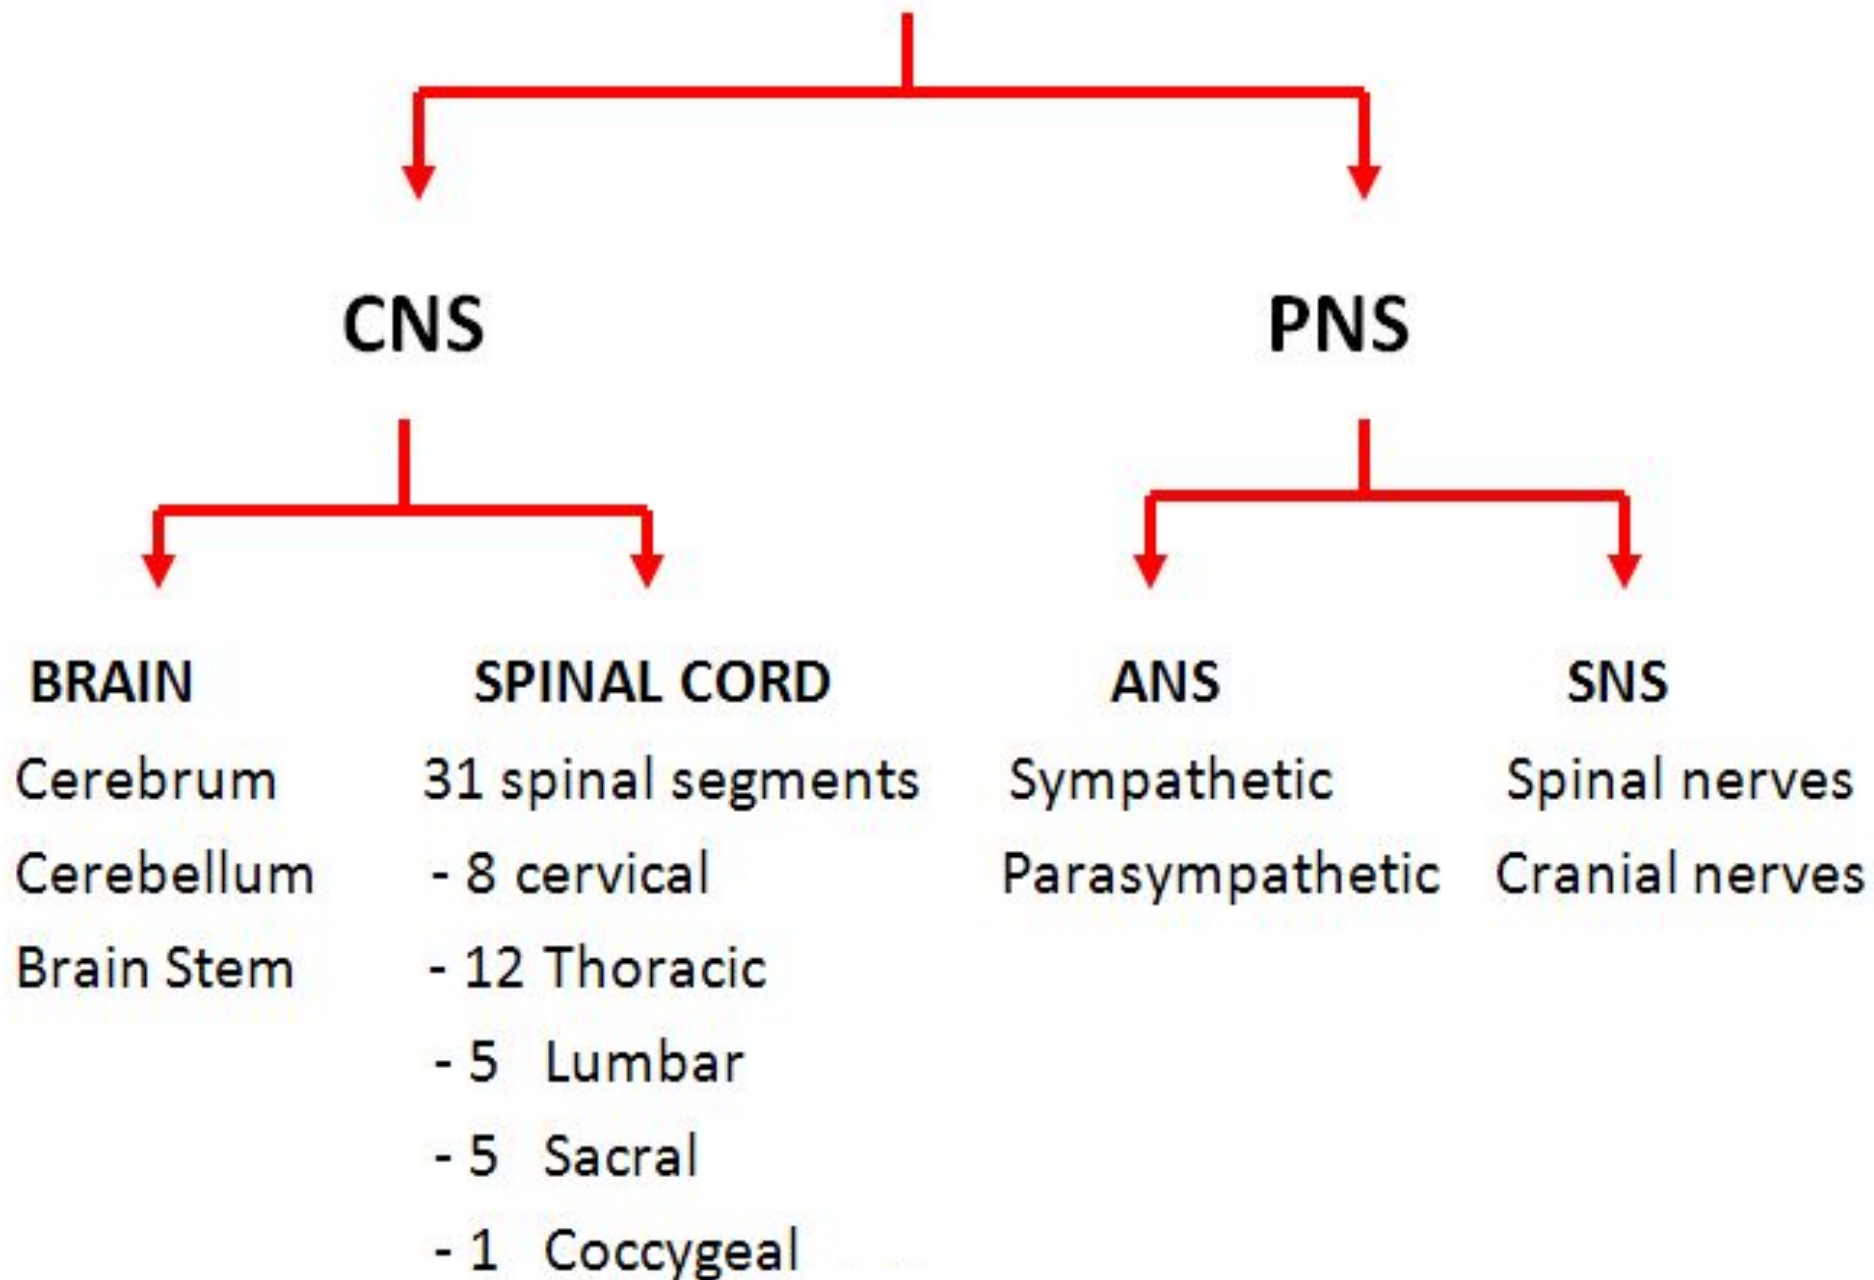 CNS
PNS
BRAIN
Cerebrum
Cerebellum
Brain Stem
SPINAL CORD
31 spinal segments
- 8 cervical
- 12 Thoracic
- 5 Lumbar
- 5 Sacral
- 1 Coccygeal
ANS
Sympathetic
Parasympathetic
SNS
Spinal nerves
Cranial nerves